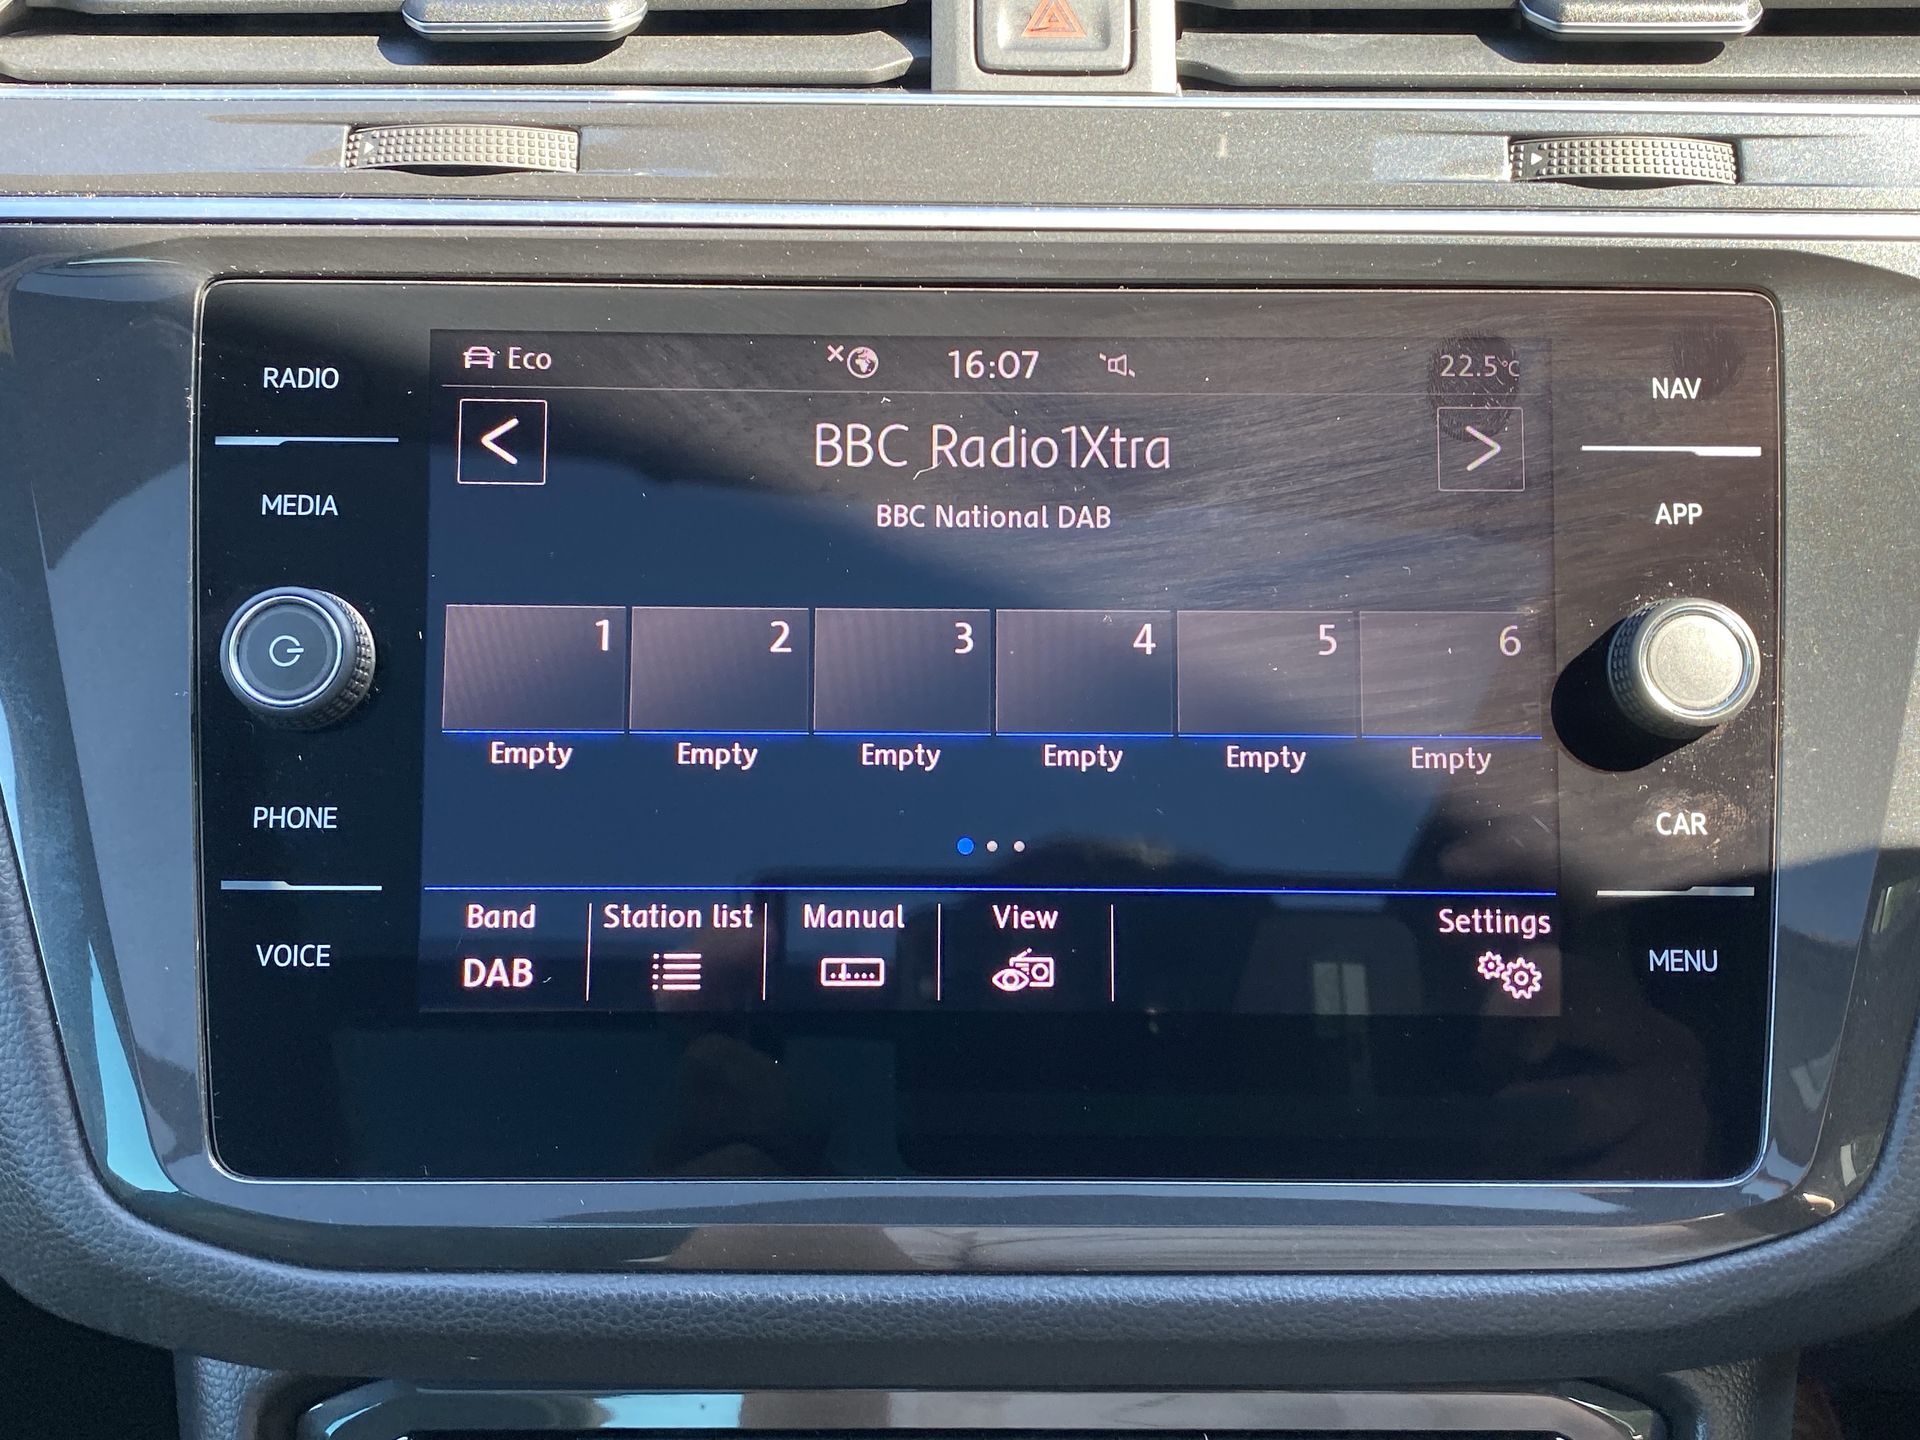 Eco
16:07
22.5°C
RADIO
NAV
<
BBC Radio1Xtra
>
MEDIA
BBC National DAB
APP
1 2 3 4 5 6
Empty Empty Empty Empty Empty Empty
PHONE
CAR
Band Station list Manual View Settings
DAB
VOICE
MENU